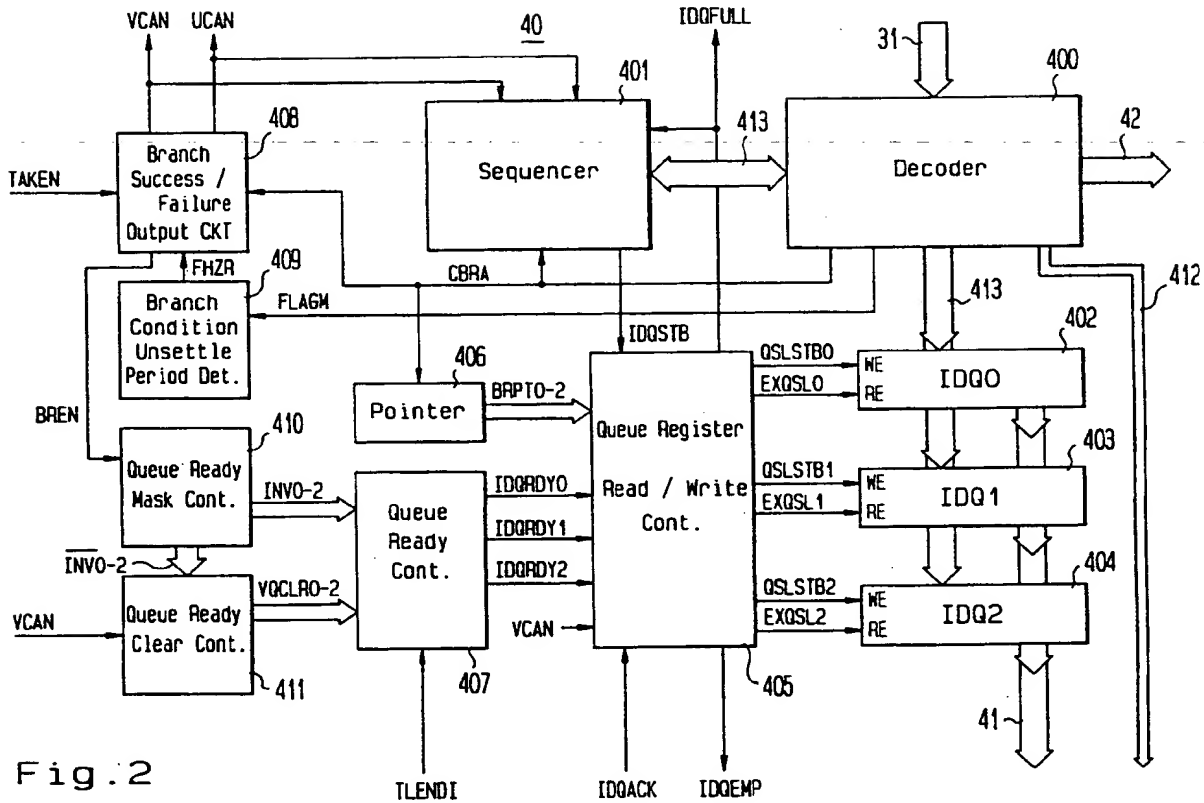 VCAN
UCAN
40
IDQFULL
31
400
401
408
Branch
Success /
Failure
Output CKT
TAKEN
Sequencer
413
Decoder
42
FHZR
409
Branch
Condition
Unsettle
Period Det.
CBRA
FLAGM
IDQSTB
413
412
402
406
Pointer
BRPT0-2
QSLSTB0
EXQSL0
WE
RE
IDQ0
BREN
410
Queue Ready
Mask Cont.
INV0-2
Queue
Ready
Cont.
IDQRDY0
IDQRDY1
IDQRDY2
Queue Register
Read / Write
Cont.
QSLSTB1
EXQSL1
WE
RE
IDQ1
403
INV0-2
VQCLR0-2
Queue Ready
Clear Cont.
VCAN
411
407
VCAN
QSLSTB2
EXQSL2
WE
RE
IDQ2
404
405
41
TLENDI
IDQACK
IDQEMP
Fig. 2